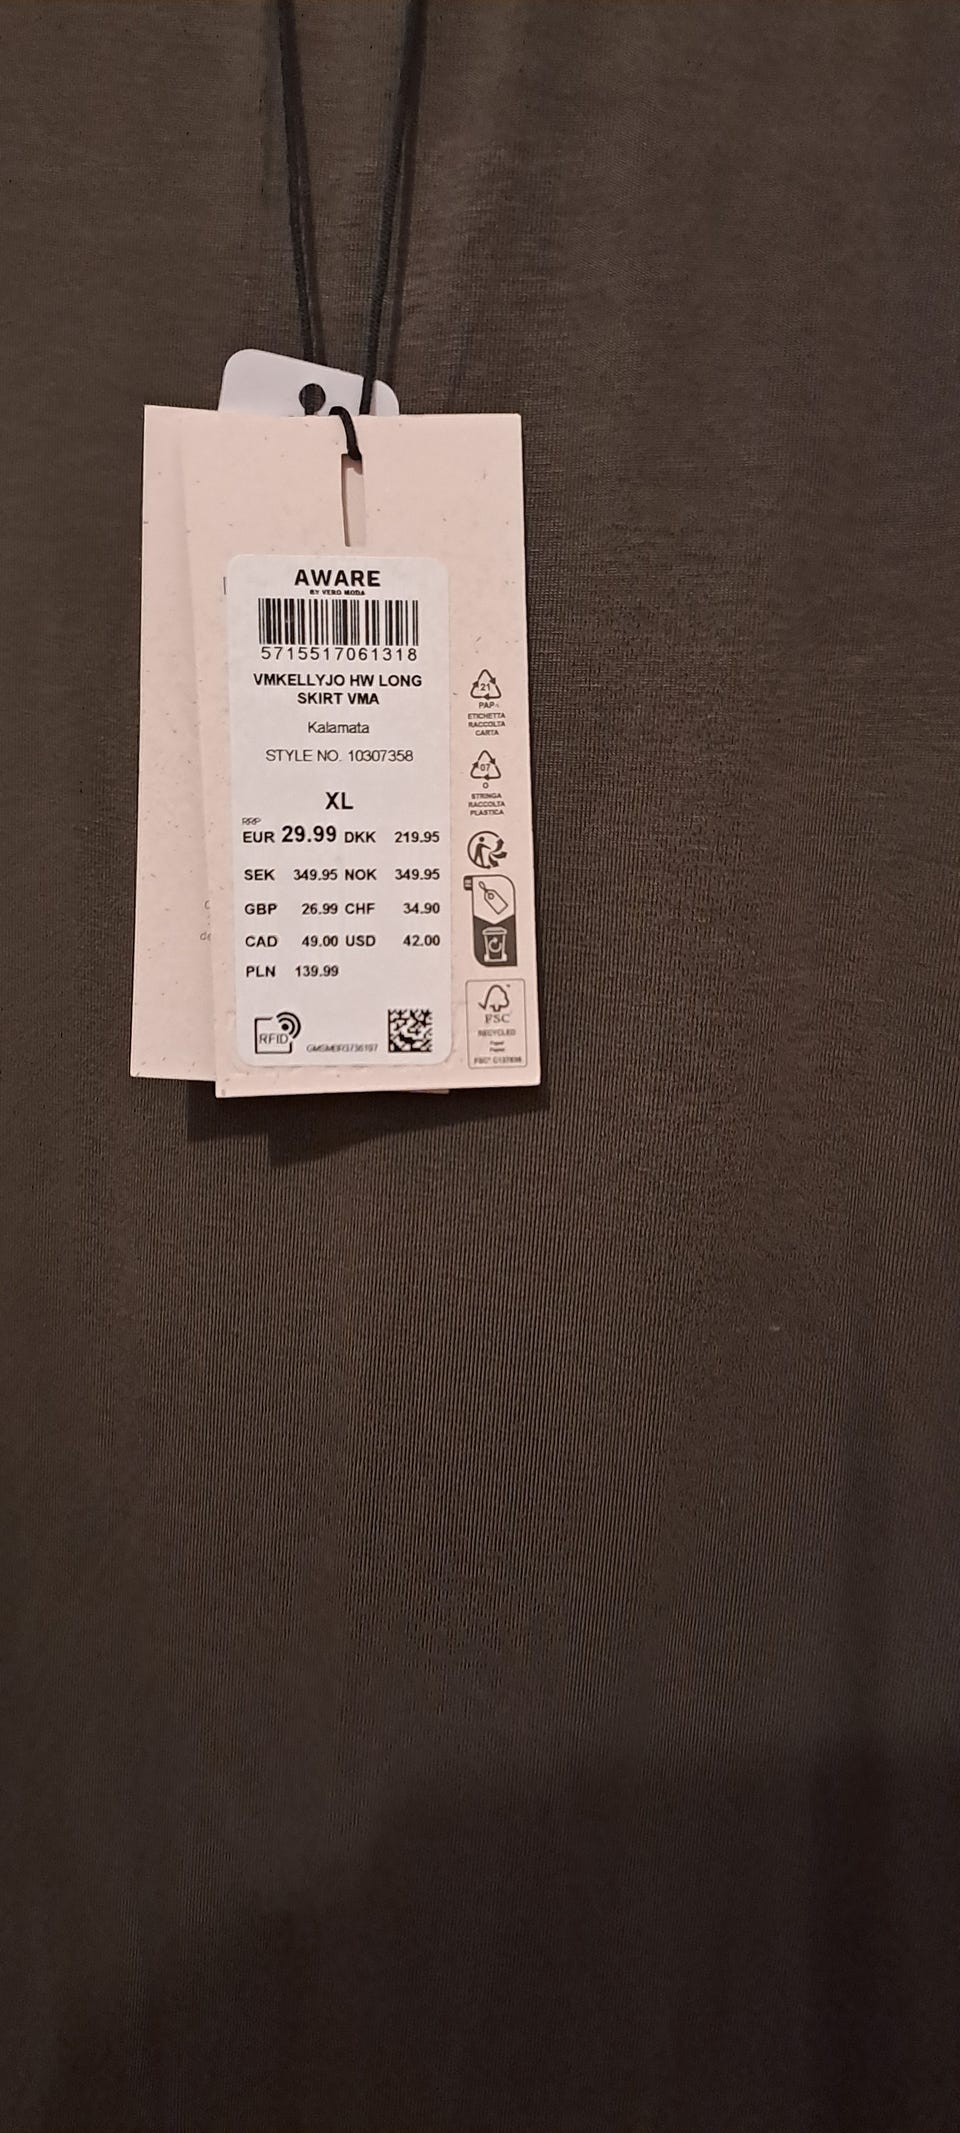 AWARE
BY VERO MODA
5715517061318
VMKELLYJO HW LONG
SKIRT VMA
Kalamata
STYLE NO. 10307358
XL
RRP
EUR 29.99 DKK 219.95
SEK 349.95 NOK 349.95
GBP 26.99 CHF 34.90
CAD 49.00 USD 42.00
PLN 139.99
RFID
21
PAP
ETICHETTA
RACCOLTA
CARTA
07
O
STRINGA
RACCOLTA
PLASTICA
FSC
RECYCLED